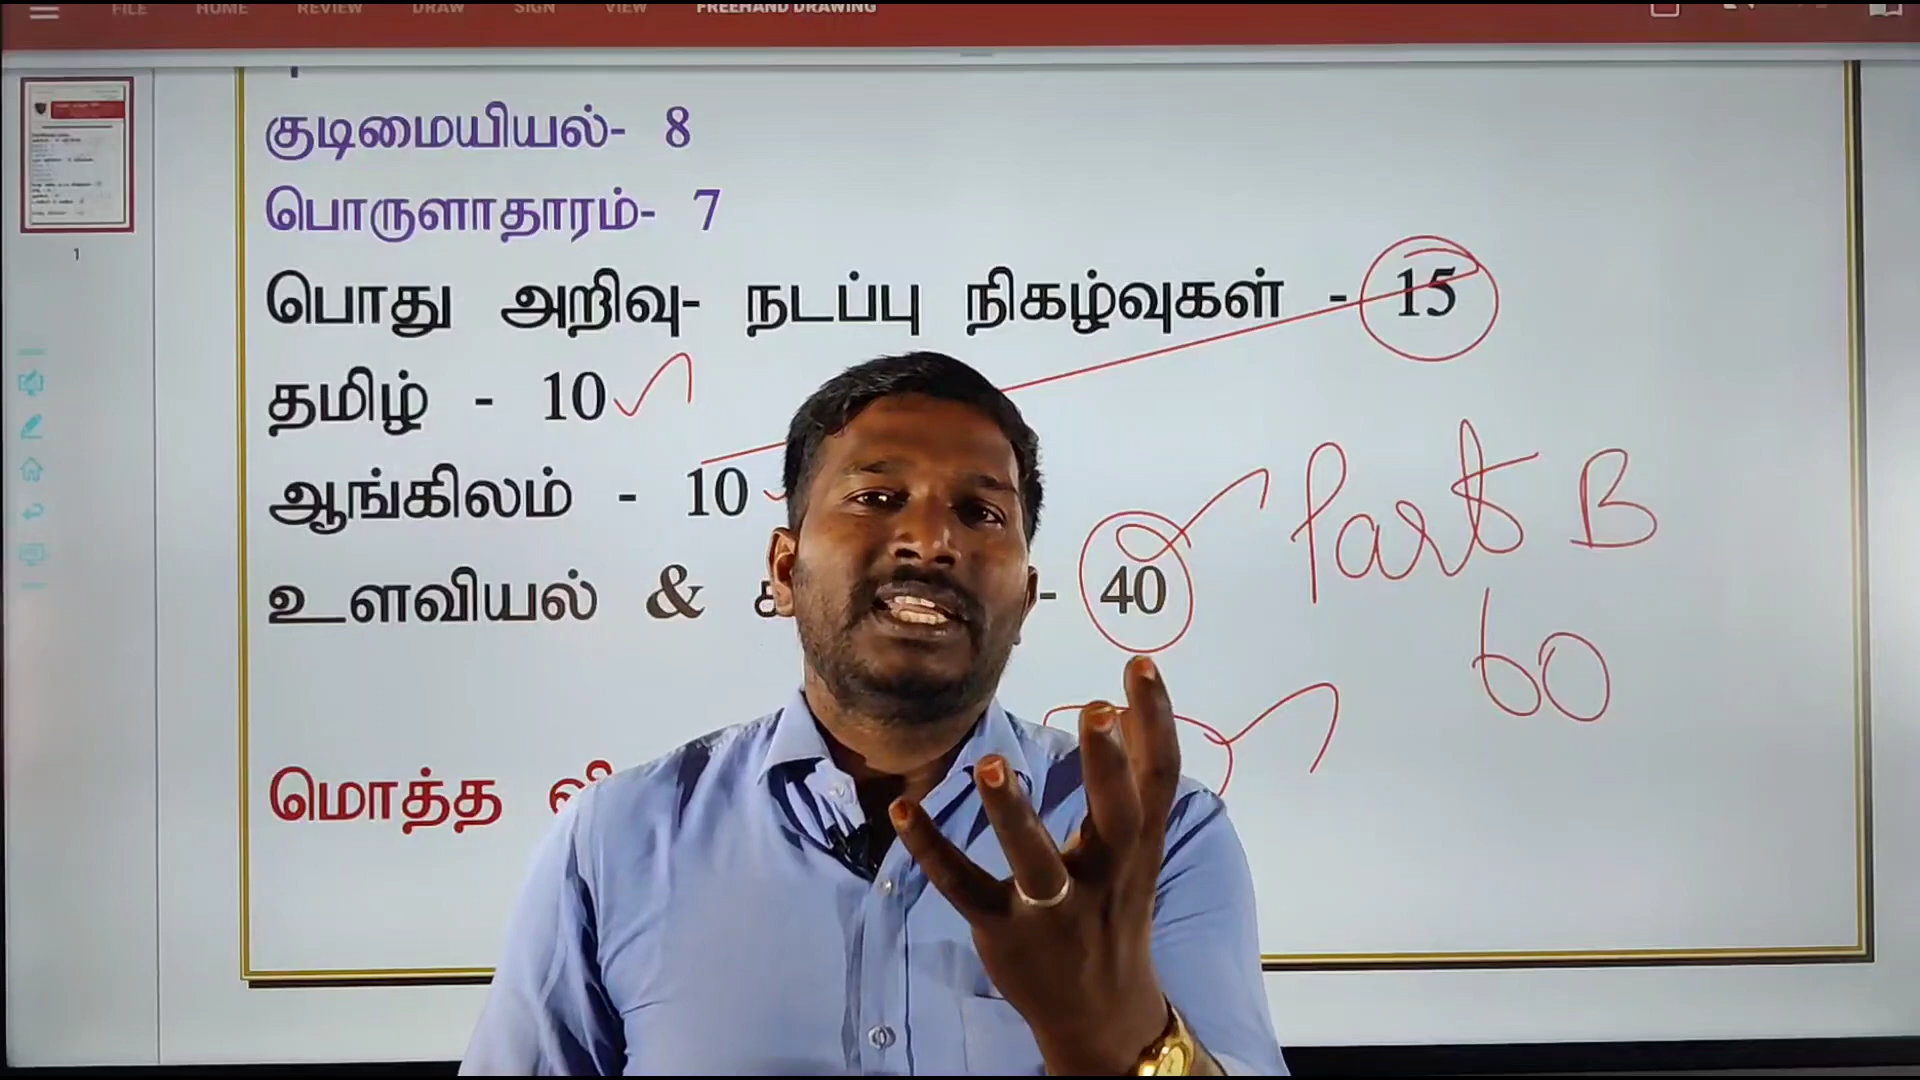 FILE HOME REVIEW DRAW SIGN VIEW FREEHAND DRAWING
குடிமையியல்- 8
பொருளாதாரம்- 7
பொது அறிவு- நடப்பு நிகழ்வுகள் - 15
தமிழ் - 10
ஆங்கிலம் - 10
உளவியல் & - 40
Part B
60
மொத்த
1